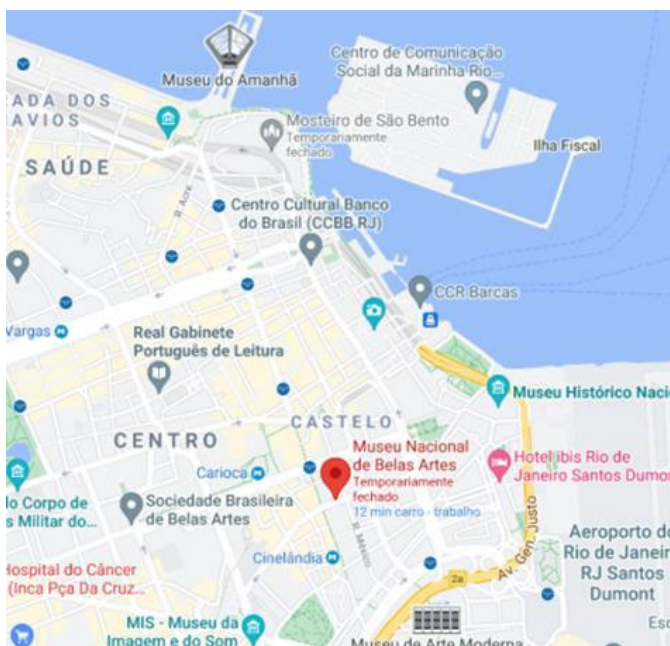 Museu do Amanhã
Centro de Comunicação
Social da Marinha Rio...
RADA DOS
AVIOS
Mosteiro de São Bento
Temporariamente
fechado
Ilha Fiscal
SAÚDE
R. Acre
Centro Cultural Banco
do Brasil (CCBB RJ)
CCR Barcas
Vargas
Real Gabinete
Português de Leitura
Museu Histórico Naci
CASTELO
CENTRO
Museu Nacional
de Belas Artes
Temporariamente
fechado
12 min carro - trabalho
Hotel ibis Rio de
Janeiro Santos Dumo
Carioca
do Corpo de
s Militar do...
Sociedade Brasileira
de Belas Artes
R. México
Av. Gen. Justo
Aeroporto de
Rio de Janeir
RJ Santos
Dumont
Cinelândia
Hospital do Câncer
(Inca Pça Da Cruz...
2a
MIS - Museu da
Imagem e do Som
Museu de Arte Moderna
Esc